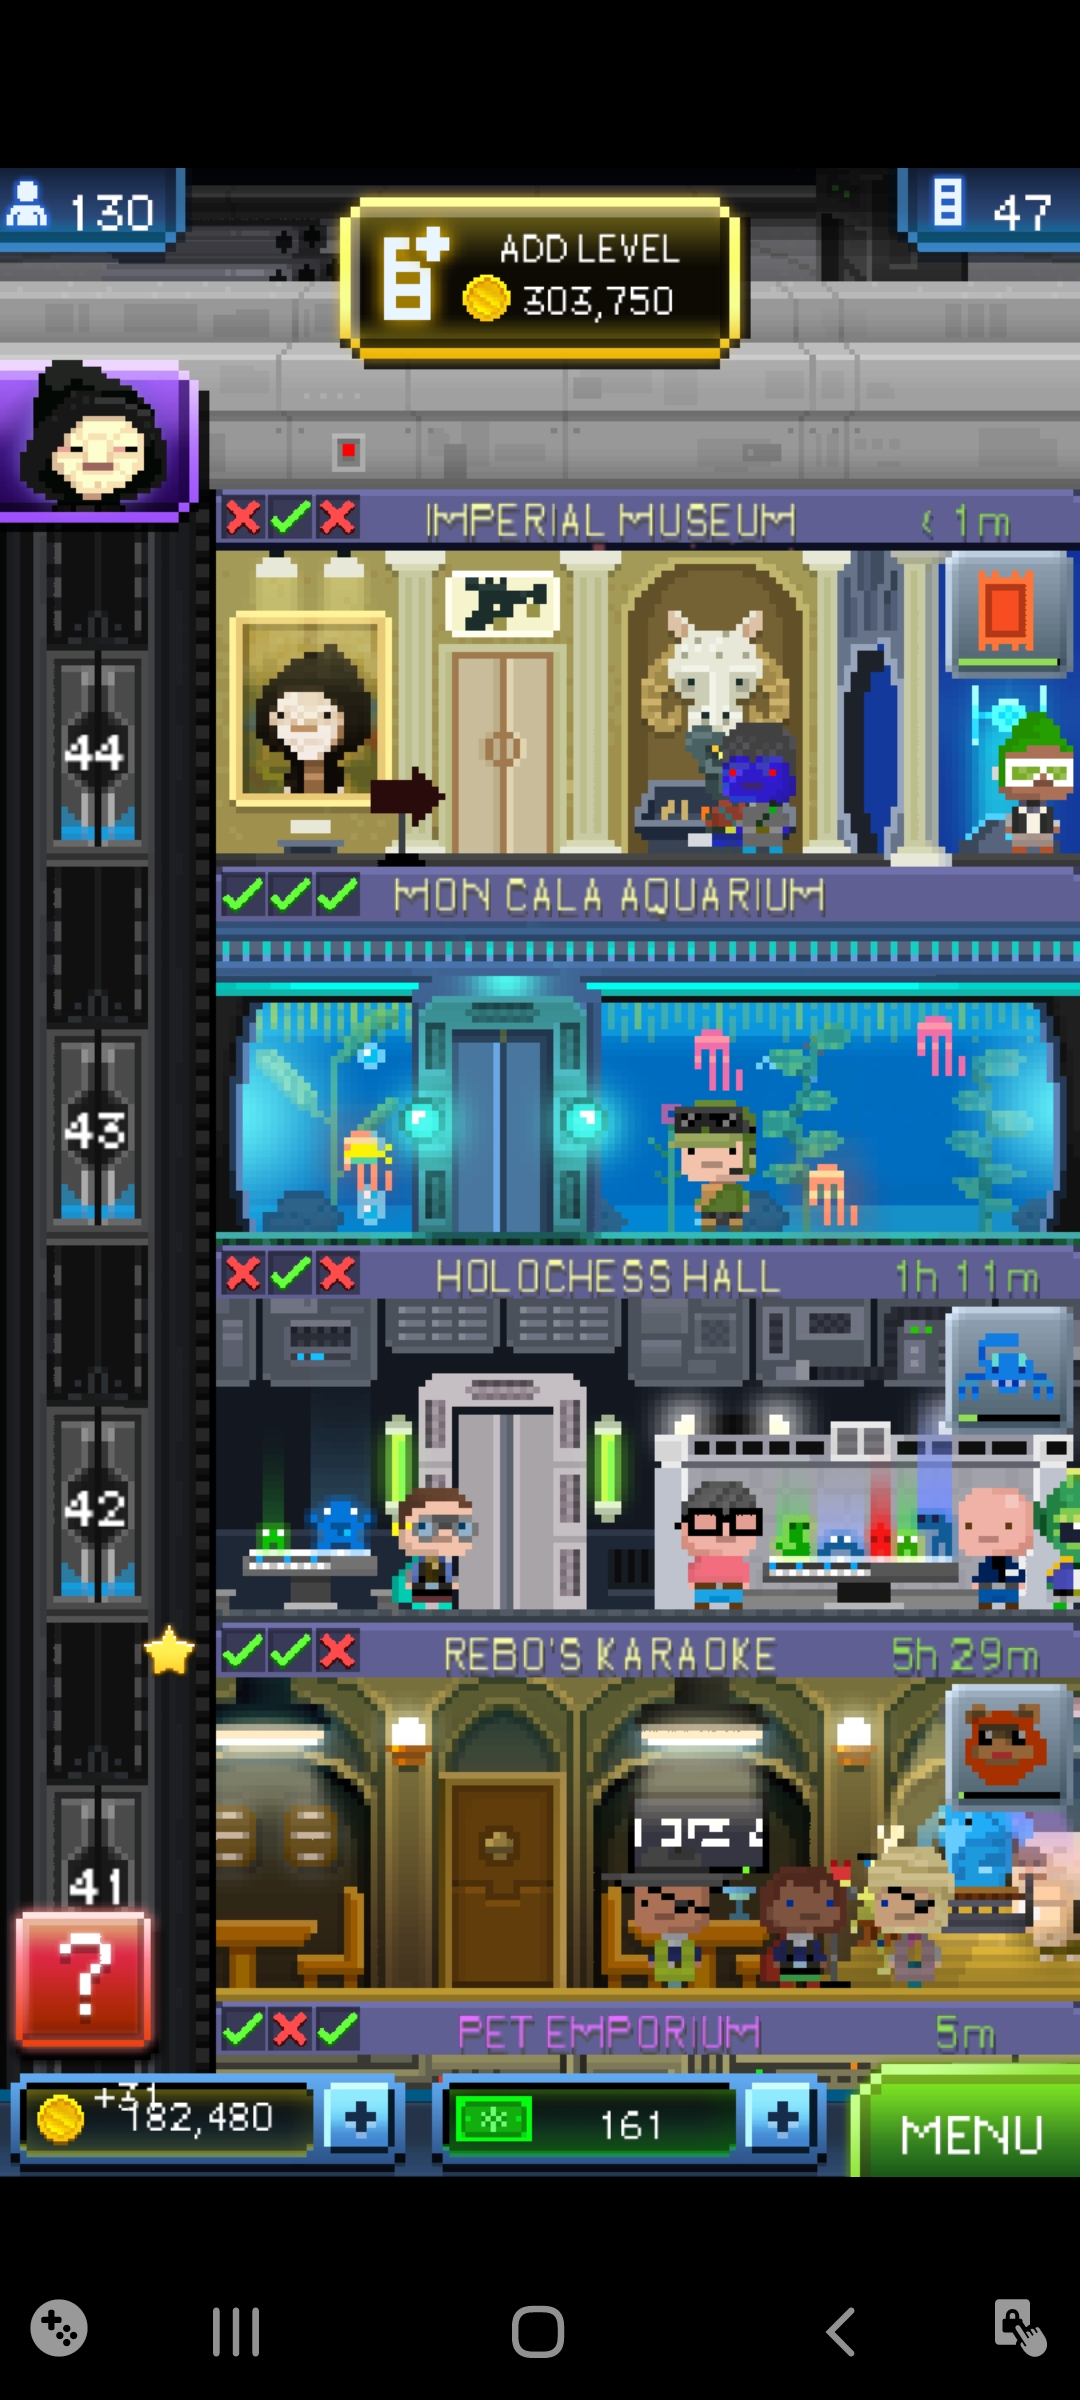 130
ADD LEVEL
303,750
47
IMPERIAL MUSEUM < 1m
44
MON CALA AQUARIUM
43
HOLOCHESS HALL 1h 11m
42
REBO'S KARAOKE 5h 29m
41
?
PET EMPORIUM 5m
+31
182,480
161
MENU